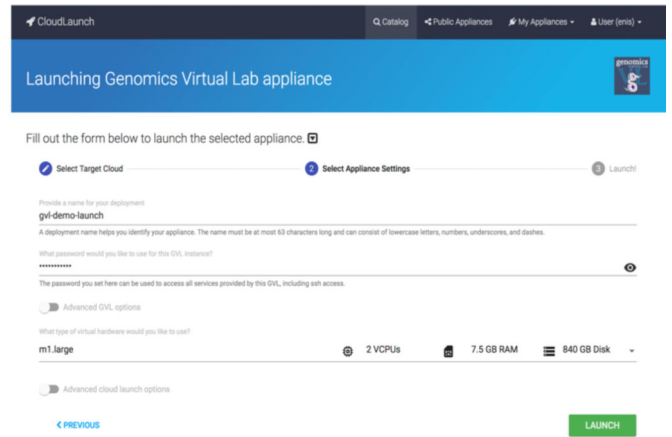 CloudLaunch
Catalog Public Appliances My Appliances User (enis)
Launching Genomics Virtual Lab appliance
genomics
Fill out the form below to launch the selected appliance.
Select Target Cloud 2 Select Appliance Settings 3 Launch!
Provide a name for your deployment
gvl-demo-launch
A deployment name helps you identify your appliance. The name must be at most 63 characters long and can consist of lowercase letters, numbers, underscores, and dashes.
What password would you like to use for this GVL instance?
•••••••••••
The password you set here can be used to access all services provided by this GVL, including ssh access.
Advanced GVL options
What type of virtual hardware would you like to use?
m1.large 2 VCPUs 7.5 GB RAM 840 GB Disk
Advanced cloud launch options
PREVIOUS LAUNCH